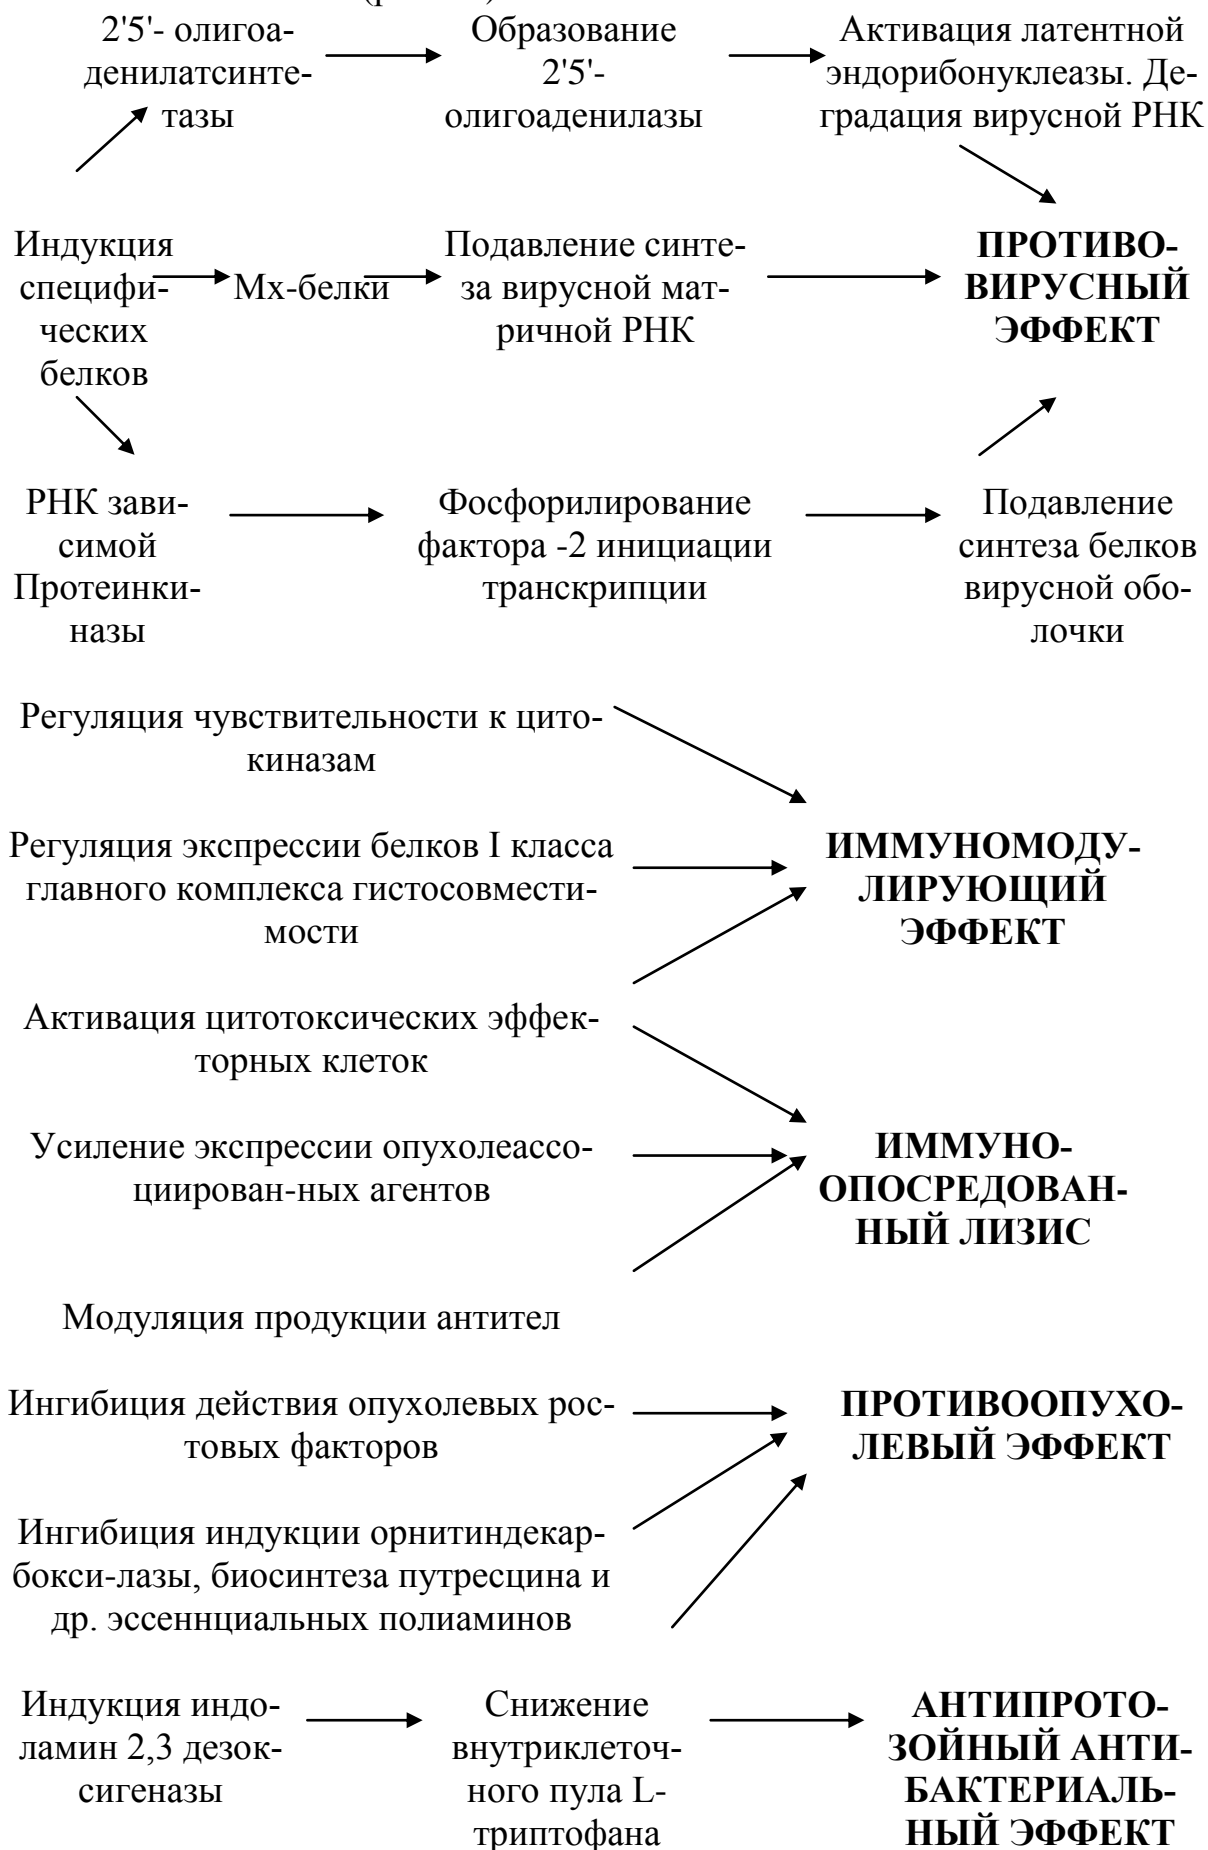 2'5'- олигоа-
денилатсинте-
тазы
Образование
2'5'-
олигоаденилазы
Активация латентной
эндорибонуклеазы. Де-
градация вирусной РНК
Индукция
специфи-
ческих
белков
Мх-белки
Подавление синте-
за вирусной мат-
ричной РНК
ПРОТИВО-
ВИРУСНЫЙ
ЭФФЕКТ
РНК зави-
симой
Протеинки-
назы
Фосфорилирование
фактора -2 инициации
транскрипции
Подавление
синтеза белков
вирусной обо-
лочки
Регуляция чувствительности к цито-
киназам
Регуляция экспрессии белков I класса
главного комплекса гистосовмести-
мости
ИММУНОМОДУ-
ЛИРУЮЩИЙ
ЭФФЕКТ
Активация цитотоксических эффек-
торных клеток
Усиление экспрессии опухолеассо-
циирован-ных агентов
ИММУНО-
ОПОСРЕДОВАН-
НЫЙ ЛИЗИС
Модуляция продукции антител
Ингибиция действия опухолевых рос-
товых факторов
ПРОТИВООПУХО-
ЛЕВЫЙ ЭФФЕКТ
Ингибиция индукции орнитиндекар-
бокси-лазы, биосинтеза путресцина и
др. эссеннциальных полиаминов
Индукция индо-
ламин 2,3 дезок-
сигеназы
Снижение
внутриклеточ-
ного пула L-
триптофана
АНТИПРОТО-
ЗОЙНЫЙ АНТИ-
БАКТЕРИАЛЬ-
НЫЙ ЭФФЕКТ